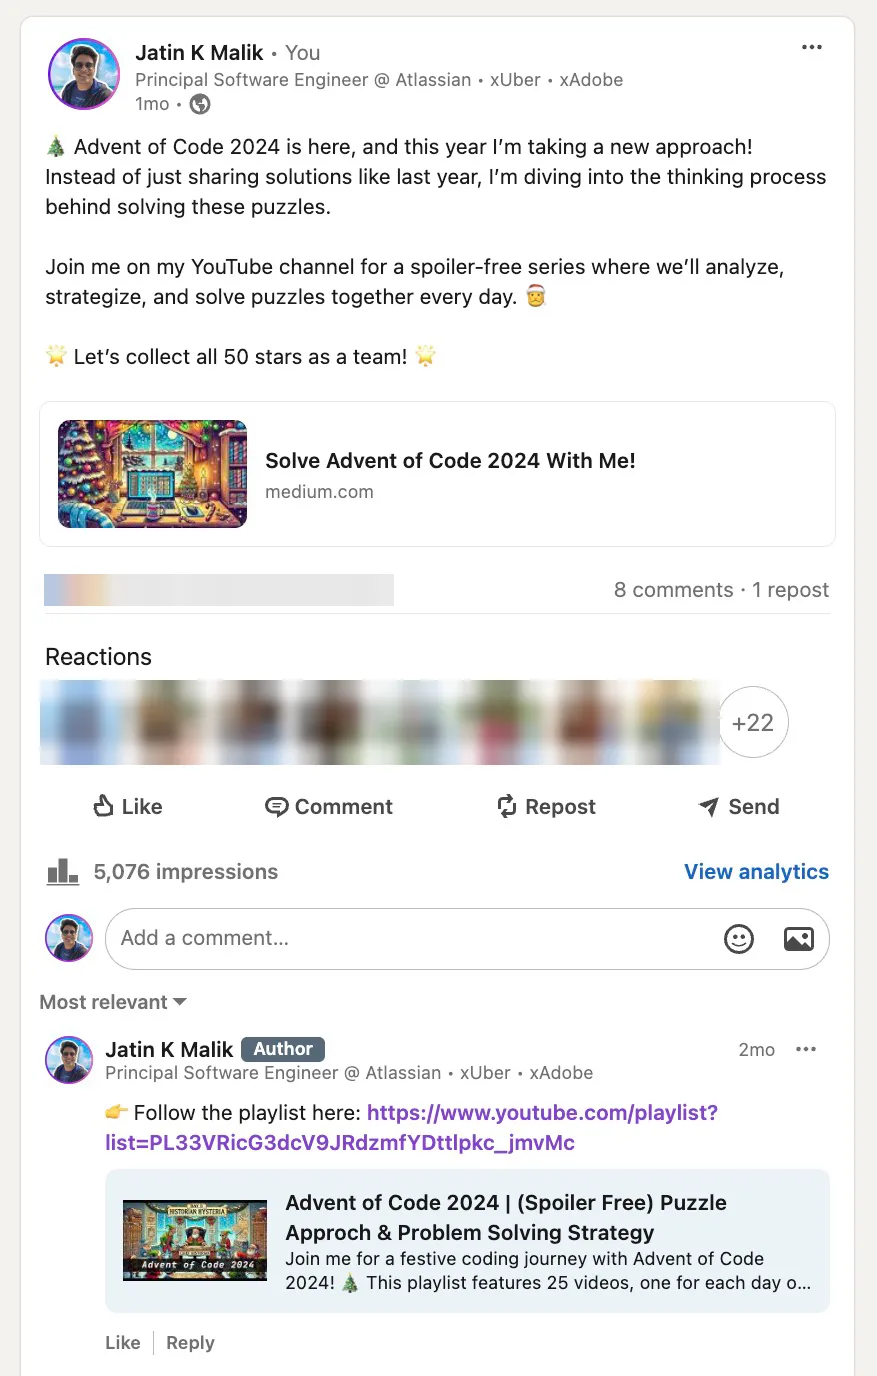 Jatin K Malik • You
Principal Software Engineer @ Atlassian • xUber • xAdobe
1mo •
🎄 Advent of Code 2024 is here, and this year I’m taking a new approach!
Instead of just sharing solutions like last year, I’m diving into the thinking process
behind solving these puzzles.
Join me on my YouTube channel for a spoiler-free series where we’ll analyze,
strategize, and solve puzzles together every day. 🎅
🌟 Let’s collect all 50 stars as a team! 🌟
Solve Advent of Code 2024 With Me!
medium.com
8 comments · 1 repost
Reactions
+22
Like Comment Repost Send
5,076 impressions View analytics
Add a comment...
Most relevant
Jatin K Malik Author 2mo
Principal Software Engineer @ Atlassian • xUber • xAdobe
👉 Follow the playlist here: https://www.youtube.com/playlist?
list=PL33VRicG3dcV9JRdzmfYDttlpkc_jmvMc
HISTORIAN HYSTERIA
Advent of Code 2024
Advent of Code 2024 | (Spoiler Free) Puzzle
Approch & Problem Solving Strategy
Join me for a festive coding journey with Advent of Code
2024! 🎄 This playlist features 25 videos, one for each day o...
Like Reply